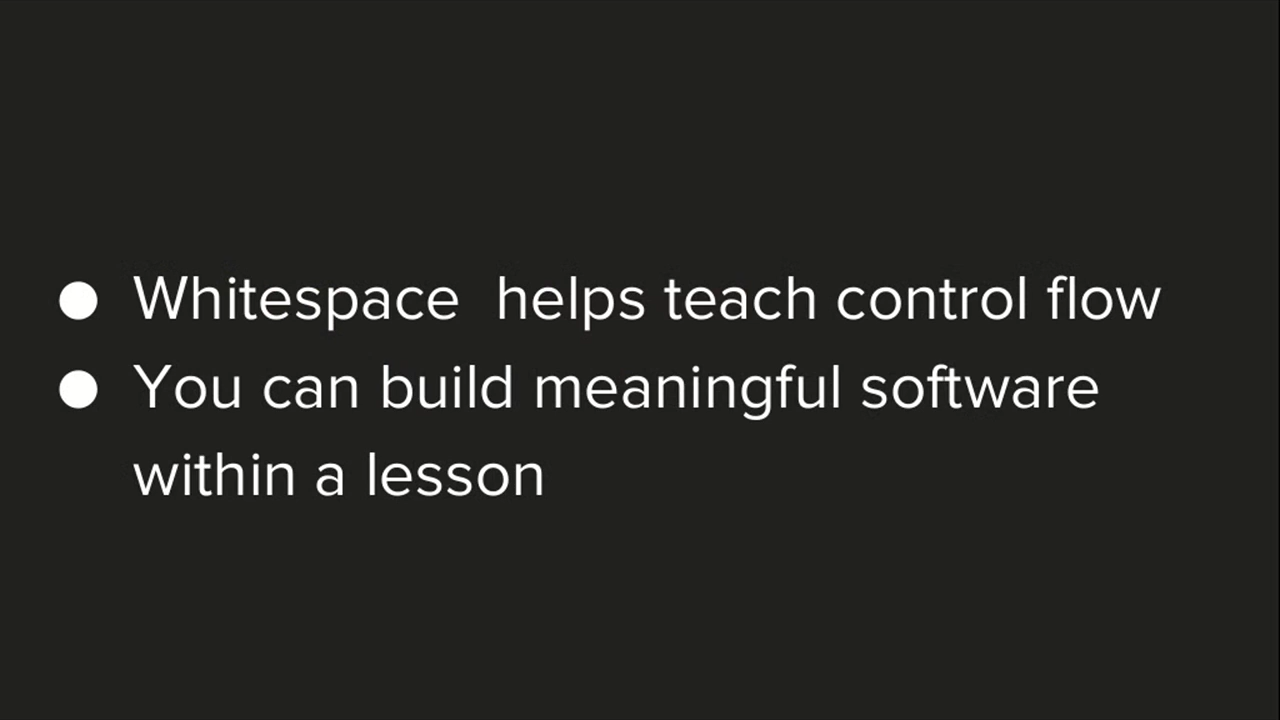 ● Whitespace  helps teach control flow
● You can build meaningful software
within a lesson